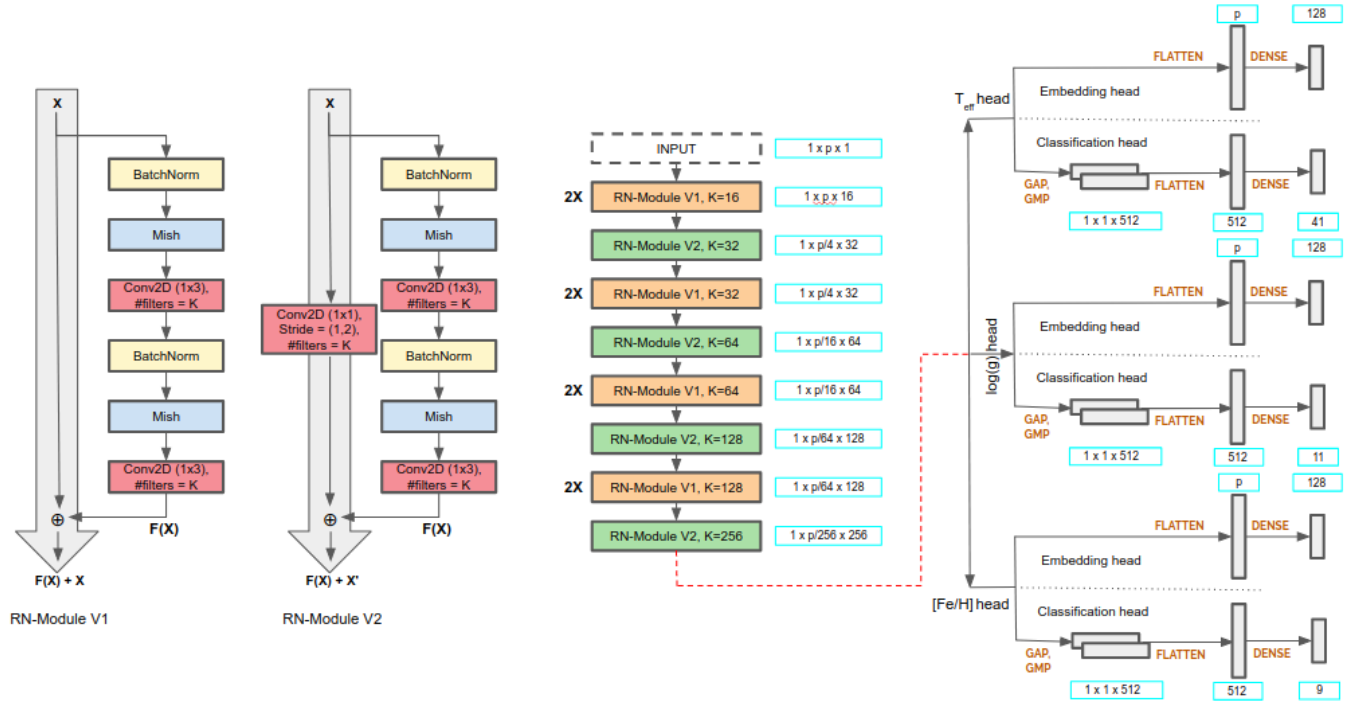 X
BatchNorm
Mish
Conv2D (1x3),
#filters = K
BatchNorm
Mish
Conv2D (1x3),
#filters = K
⊕
F(X)
F(X) + X
RN-Module V1
X
BatchNorm
Mish
Conv2D (1x3),
#filters = K
Conv2D (1x1),
Stride = (1,2),
#filters = K
BatchNorm
Mish
Conv2D (1x3),
#filters = K
⊕
F(X)
F(X) + X'
RN-Module V2
INPUT
1 x p x 1
2X
RN-Module V1, K=16
1 x p x 16
RN-Module V2, K=32
1 x p/4 x 32
2X
RN-Module V1, K=32
1 x p/4 x 32
RN-Module V2, K=64
1 x p/16 x 64
2X
RN-Module V1, K=64
1 x p/16 x 64
RN-Module V2, K=128
1 x p/64 x 128
2X
RN-Module V1, K=128
1 x p/64 x 128
RN-Module V2, K=256
1 x p/256 x 256
p
128
FLATTEN
DENSE
Teff head
Embedding head
Classification head
GAP,
GMP
FLATTEN
DENSE
1 x 1 x 512
512
41
p
128
FLATTEN
DENSE
log(g) head
Embedding head
Classification head
GAP,
GMP
FLATTEN
DENSE
1 x 1 x 512
512
11
p
128
FLATTEN
DENSE
Embedding head
[Fe/H] head
Classification head
GAP,
GMP
FLATTEN
DENSE
1 x 1 x 512
512
9